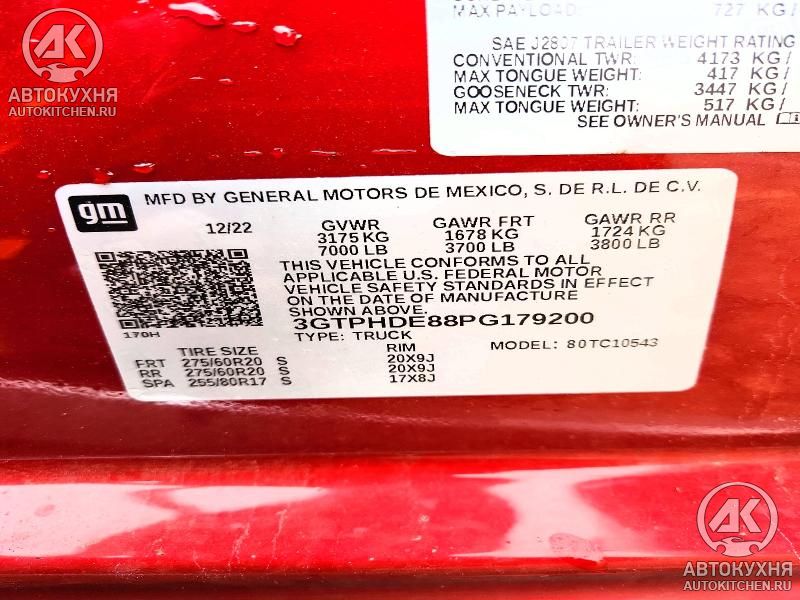 АК
АВТОКУХНЯ
AUTOKITCHEN.RU
MAX PAYLOAD: 727 KG /
SAE J2807 TRAILER WEIGHT RATING
CONVENTIONAL TWR: 4173 KG /
MAX TONGUE WEIGHT: 417 KG /
GOOSENECK TWR: 3447 KG /
MAX TONGUE WEIGHT: 517 KG /
SEE OWNER'S MANUAL
gm
MFD BY GENERAL MOTORS DE MEXICO, S. DE R.L. DE C.V.
12/22 GVWR GAWR FRT GAWR RR
3175 KG 1678 KG 1724 KG
7000 LB 3700 LB 3800 LB
THIS VEHICLE CONFORMS TO ALL
APPLICABLE U.S. FEDERAL MOTOR
VEHICLE SAFETY STANDARDS IN EFFECT
ON THE DATE OF MANUFACTURE
SHOWN ABOVE.
170H
3GTPHDE88PG179200
TYPE: TRUCK MODEL: 80TC10543
TIRE SIZE RIM
FRT 275/60R20 S 20X9J
RR 275/60R20 S 20X9J
SPA 255/80R17 S 17X8J
АК
АВТОКУХНЯ
AUTOKITCHEN.RU